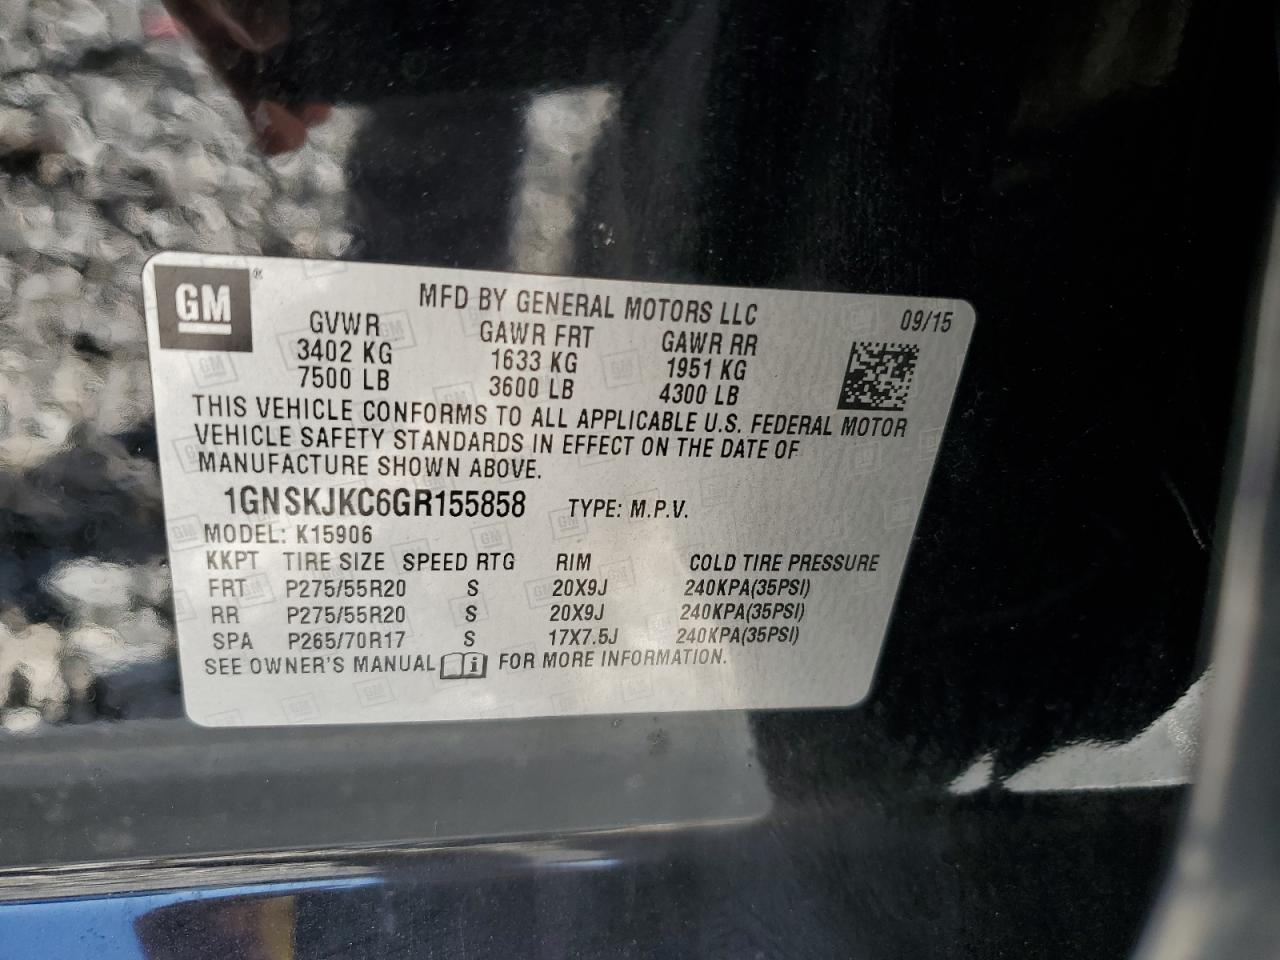 GM ®
MFD BY GENERAL MOTORS LLC
09/15
GVWR GAWR FRT GAWR RR
3402 KG 1633 KG 1951 KG
7500 LB 3600 LB 4300 LB
THIS VEHICLE CONFORMS TO ALL APPLICABLE U.S. FEDERAL MOTOR
VEHICLE SAFETY STANDARDS IN EFFECT ON THE DATE OF
MANUFACTURE SHOWN ABOVE.
1GNSKJKC6GR155858 TYPE: M.P.V.
MODEL: K15906
KKPT TIRE SIZE SPEED RTG RIM COLD TIRE PRESSURE
FRT P275/55R20 S 20X9J 240KPA(35PSI)
RR P275/55R20 S 20X9J 240KPA(35PSI)
SPA P265/70R17 S 17X7.5J 240KPA(35PSI)
SEE OWNER'S MANUAL i FOR MORE INFORMATION.